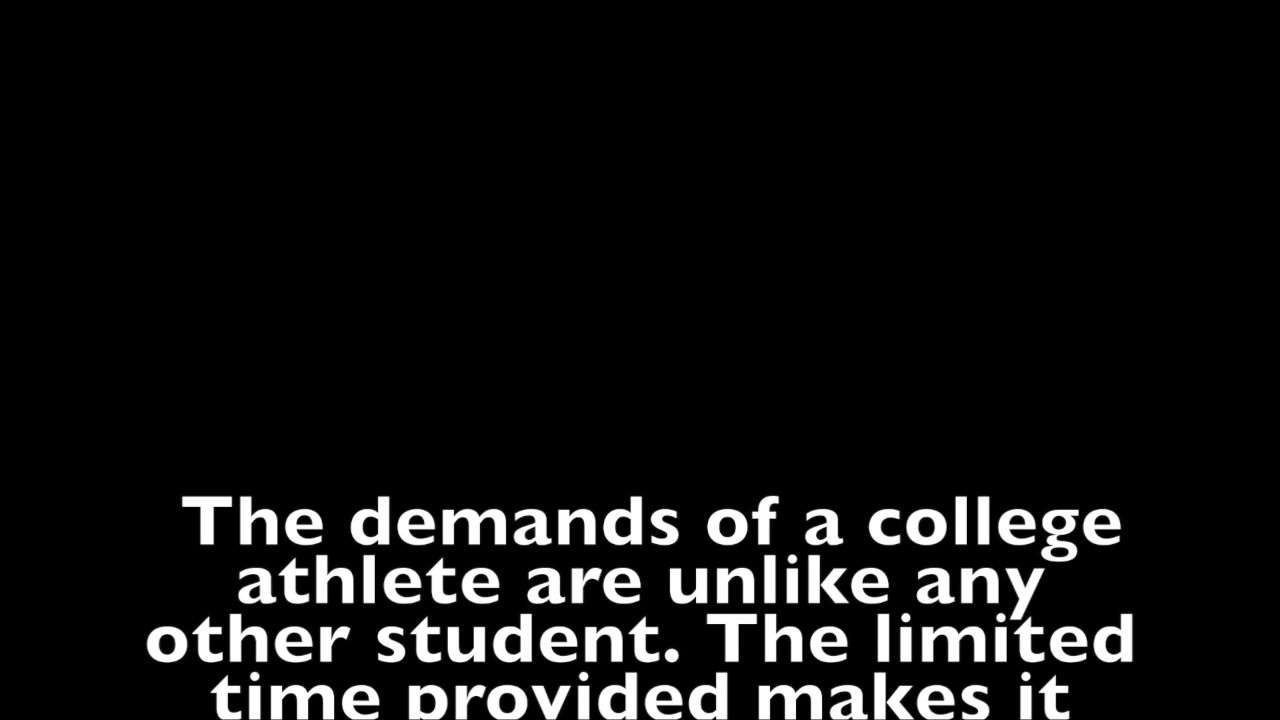 The demands of a college
athlete are unlike any
other student. The limited
time provided makes it